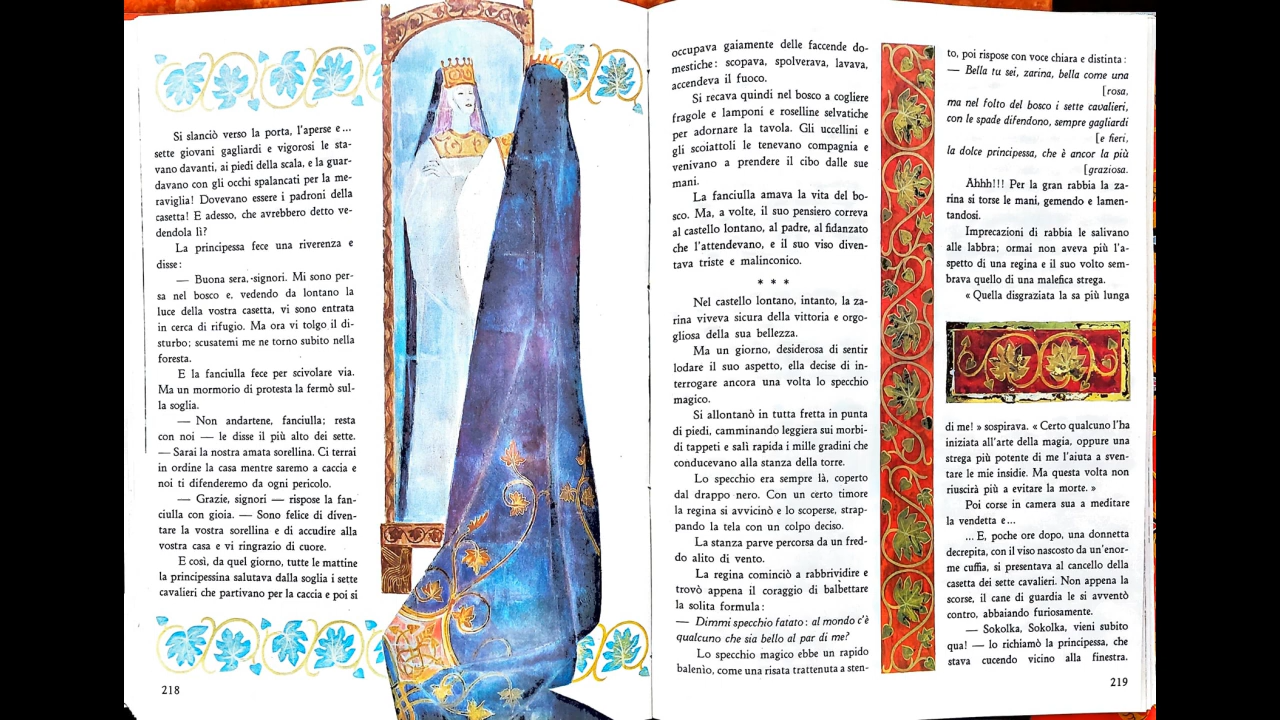 Si slanciò verso la porta, l'aperse e...
sette giovani gagliardi e vigorosi le sta-
vano davanti, ai piedi della scala, e la guar-
davano con gli occhi spalancati per la me-
raviglia! Dovevano essere i padroni della
casetta! E adesso, che avrebbero detto ve-
dendola lì?
La principessa fece una riverenza e
disse:
— Buona sera, signori. Mi sono per-
sa nel bosco e, vedendo da lontano la
luce della vostra casetta, vi sono entrata
in cerca di rifugio. Ma ora vi tolgo il di-
sturbo; scusatemi me ne torno subito nella
foresta.
E la fanciulla fece per scivolare via.
Ma un mormorio di protesta la fermò sul-
la soglia.
— Non andartene, fanciulla; resta
con noi — le disse il più alto dei sette.
— Sarai la nostra amata sorellina. Ci terrai
in ordine la casa mentre saremo a caccia e
noi ti difenderemo da ogni pericolo.
— Grazie, signori — rispose la fan-
ciulla con gioia. — Sono felice di diven-
tare la vostra sorellina e di accudire alla
vostra casa e vi ringrazio di cuore.
E così, da quel giorno, tutte le mattine
la principessina salutava dalla soglia i sette
cavalieri che partivano per la caccia e poi si
218
occupava gaiamente delle faccende do-
mestiche: scopava, spolverava, lavava,
accendeva il fuoco.
Si recava quindi nel bosco a cogliere
fragole e lamponi e roselline selvatiche
per adornare la tavola. Gli uccellini e
gli scoiattoli le tenevano compagnia e
venivano a prendere il cibo dalle sue
mani.
La fanciulla amava la vita del bo-
sco. Ma, a volte, il suo pensiero correva
al castello lontano, al padre, al fidanzato
che l'attendevano, e il suo viso diven-
tava triste e malinconico.
* * *
Nel castello lontano, intanto, la za-
rina viveva sicura della vittoria e orgo-
gliosa della sua bellezza.
Ma un giorno, desiderosa di sentir
lodare il suo aspetto, ella decise di in-
terrogare ancora una volta lo specchio
magico.
Si allontanò in tutta fretta in punta
di piedi, camminando leggiera sui morbi-
di tappeti e salì rapida i mille gradini che
conducevano alla stanza della torre.
Lo specchio era sempre là, coperto
dal drappo nero. Con un certo timore
la regina si avvicinò e lo scoperse, strap-
pando la tela con un colpo deciso.
La stanza parve percorsa da un fred-
do alito di vento.
La regina cominciò a rabbrividire e
trovò appena il coraggio di balbettare
la solita formula:
— Dimmi specchio fatato: al mondo c'è
qualcuno che sia bello al par di me?
Lo specchio magico ebbe un rapido
balenìo, come una risata trattenuta a sten-
to, poi rispose con voce chiara e distinta:
— Bella tu sei, zarina, bella come una
[rosa,
ma nel folto del bosco i sette cavalieri,
con le spade difendono, sempre gagliardi
[e fieri,
la dolce principessa, che è ancor la più
[graziosa.
Ahhh!!! Per la gran rabbia la za-
rina si torse le mani, gemendo e lamen-
tandosi.
Imprecazioni di rabbia le salivano
alle labbra; ormai non aveva più l'a-
spetto di una regina e il suo volto sem-
brava quello di una malefica strega.
« Quella disgraziata la sa più lunga
di me! » sospirava. « Certo qualcuno l'ha
iniziata all'arte della magia, oppure una
strega più potente di me l'aiuta a sven-
tare le mie insidie. Ma questa volta non
riuscirà più a evitare la morte. »
Poi corse in camera sua a meditare
la vendetta e...
... E, poche ore dopo, una donnetta
decrepita, con il viso nascosto da un'enor-
me cuffia, si presentava al cancello della
casetta dei sette cavalieri. Non appena la
scorse, il cane di guardia le si avventò
contro, abbaiando furiosamente.
— Sokolka, Sokolka, vieni subito
qua! — lo richiamò la principessa, che
stava cucendo vicino alla finestra.
219